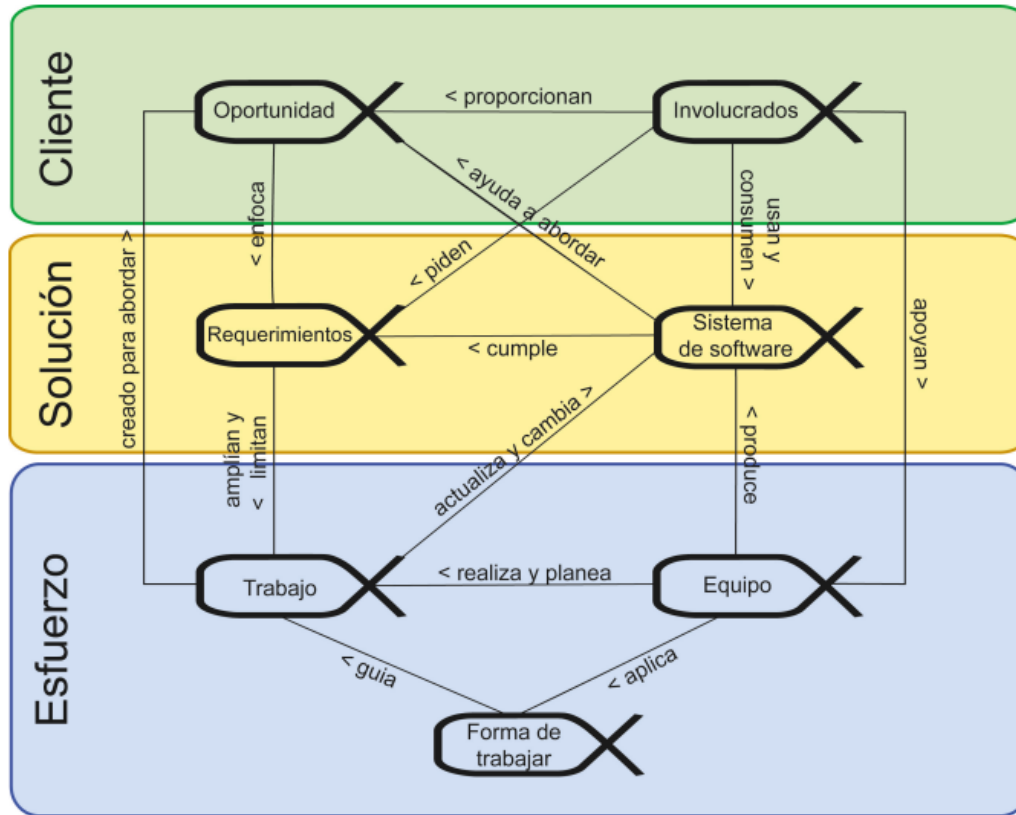 Cliente
Oportunidad
< proporcionan
Involucrados
< ayuda a abordar
< enfoca
< piden
usan y
consumen >
creado para abordar >
apoyan >
Solución
Requerimientos
< cumple
Sistema
de software
amplían y
< limitan
actualiza y cambia >
< produce
Esfuerzo
Trabajo
< realiza y planea
Equipo
< guia
< aplica
Forma de
trabajar